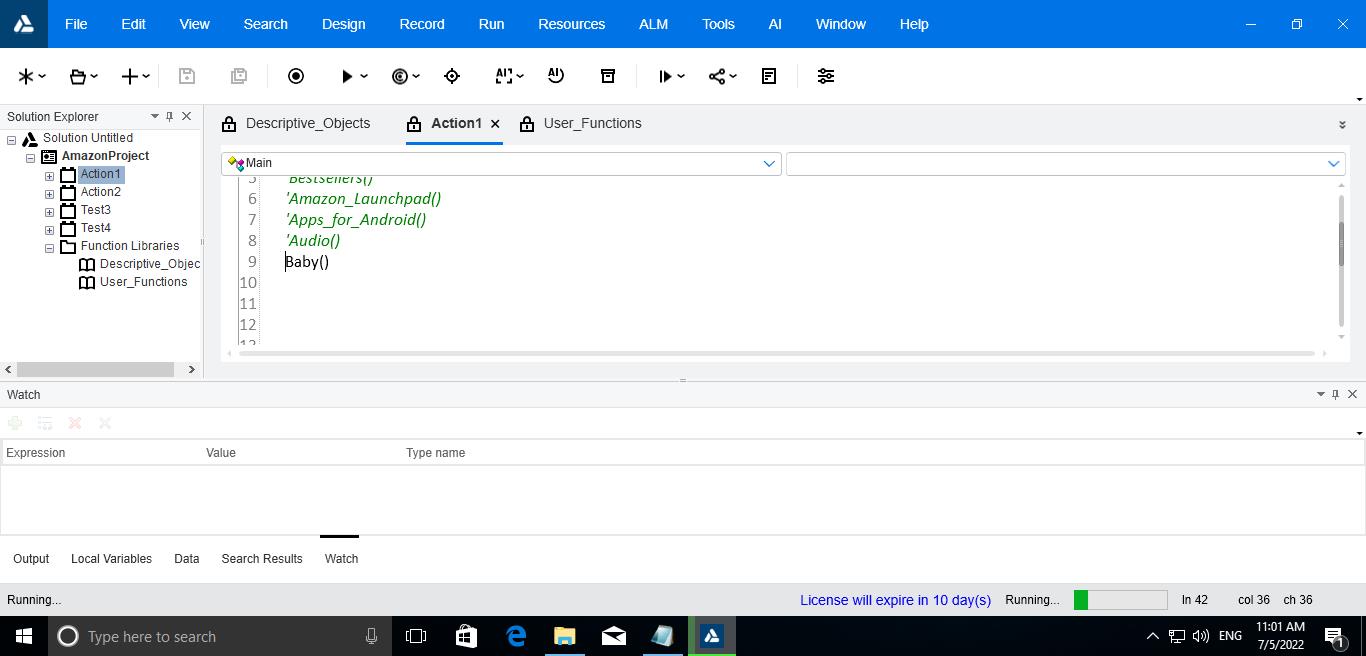 File Edit View Search Design Record Run Resources ALM Tools AI Window Help
AI AI
Solution Explorer
Descriptive_Objects Action1 User_Functions
Solution Untitled
AmazonProject
Action1
Action2
Test3
Test4
Function Libraries
Descriptive_Objec
User_Functions
Main
5 'Bestsellers()
6 'Amazon_Launchpad()
7 'Apps_for_Android()
8 'Audio()
9 Baby()
10
11
12
13
Watch
Expression Value Type name
Output Local Variables Data Search Results Watch
Running... License will expire in 10 day(s) Running... ln 42 col 36 ch 36
Type here to search
ENG 11:01 AM
7/5/2022
1